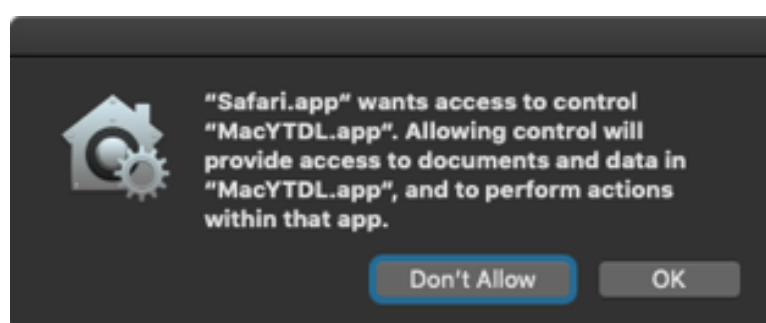 "Safari.app" wants access to control
"MacYTDL.app". Allowing control will
provide access to documents and data in
"MacYTDL.app", and to perform actions
within that app.
Don't Allow OK